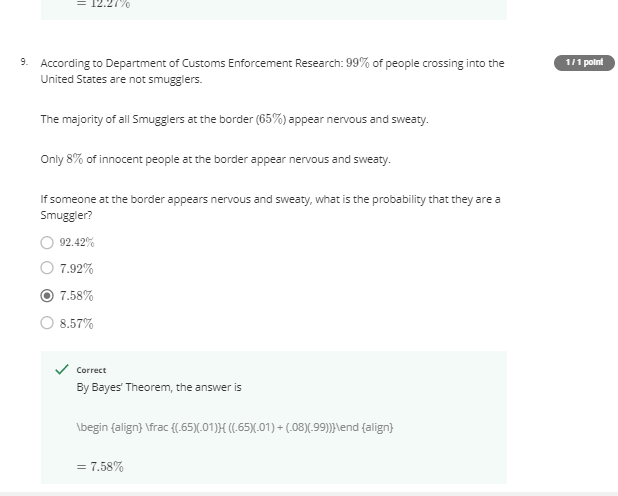 = 12.27%
9. According to Department of Customs Enforcement Research: 99% of people crossing into the
1 / 1 point
United States are not smugglers.
The majority of all Smugglers at the border (65%) appear nervous and sweaty.
Only 8% of innocent people at the border appear nervous and sweaty.
If someone at the border appears nervous and sweaty, what is the probability that they are a
Smuggler?
92.42%
7.92%
7.58%
8.57%
Correct
By Bayes' Theorem, the answer is
\begin {align} \frac {(.65)(.01)}{ ((.65)(.01) + (.08)(.99))}\end {align}
= 7.58%